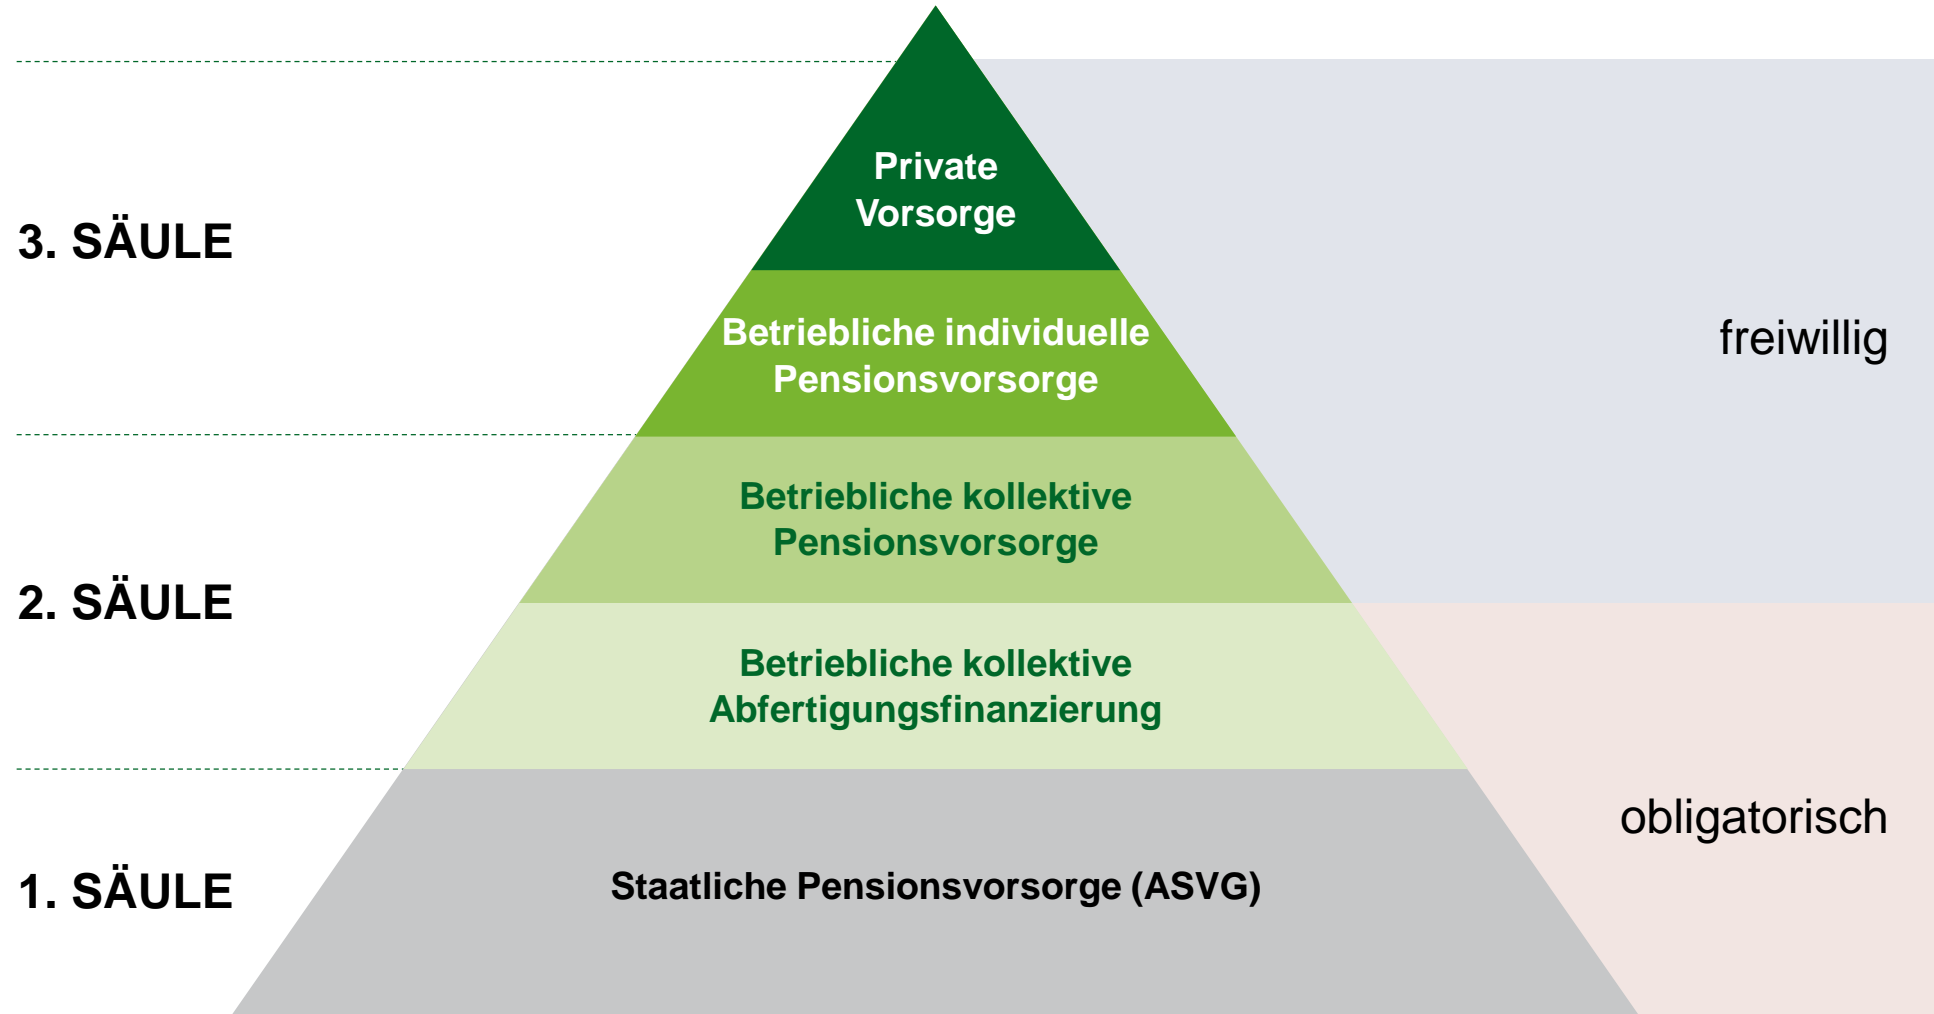 Private
Vorsorge
3. SÄULE
Betriebliche individuelle
Pensionsvorsorge
freiwillig
Betriebliche kollektive
Pensionsvorsorge
2. SÄULE
Betriebliche kollektive
Abfertigungsfinanzierung
obligatorisch
1. SÄULE
Staatliche Pensionsvorsorge (ASVG)